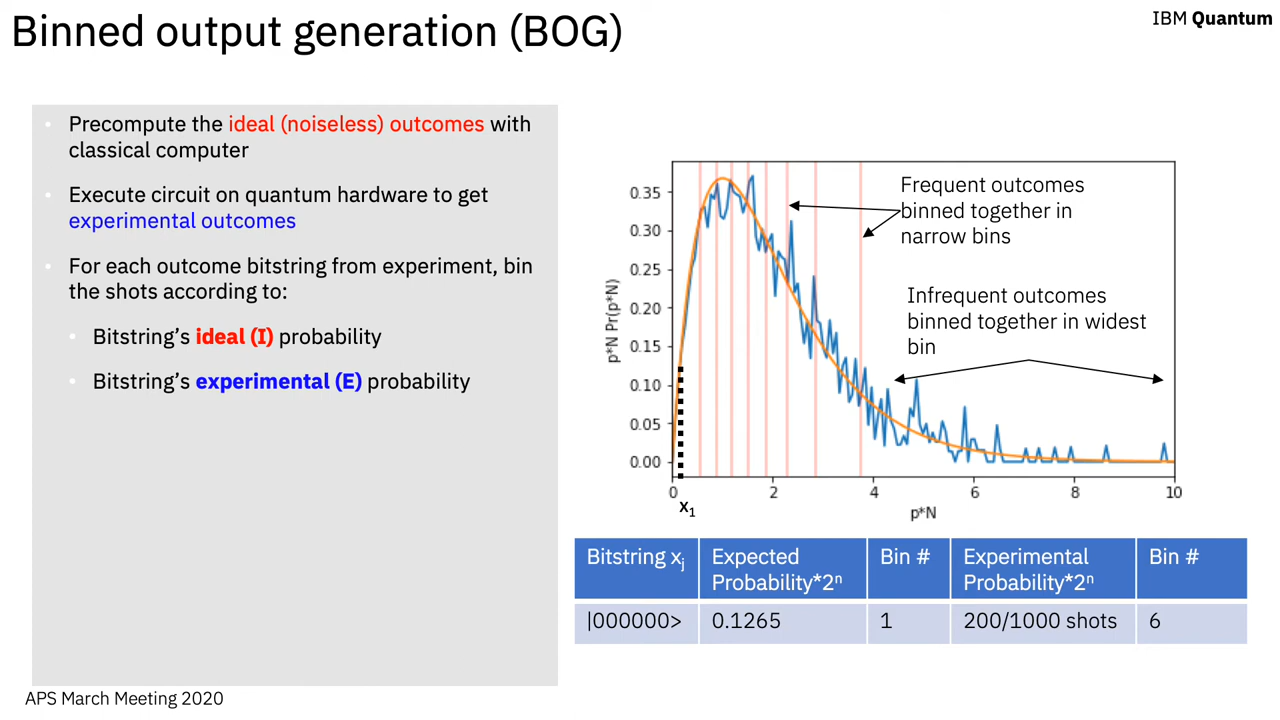 Binned output generation (BOG)
IBM Quantum
Precompute the ideal (noiseless) outcomes with
classical computer
Execute circuit on quantum hardware to get
experimental outcomes
For each outcome bitstring from experiment, bin
the shots according to:
Bitstring’s ideal (I) probability
Bitstring’s experimental (E) probability
p*N Pr(p*N)
0.35
0.30
0.25
0.20
0.15
0.10
0.05
0.00
Frequent outcomes
binned together in
narrow bins
Infrequent outcomes
binned together in widest
bin
0 2 4 6 8 10
x₁
p*N
Bitstring xⱼ Expected Bin # Experimental Bin #
Probability*2ⁿ Probability*2ⁿ
|000000> 0.1265 1 200/1000 shots 6
APS March Meeting 2020